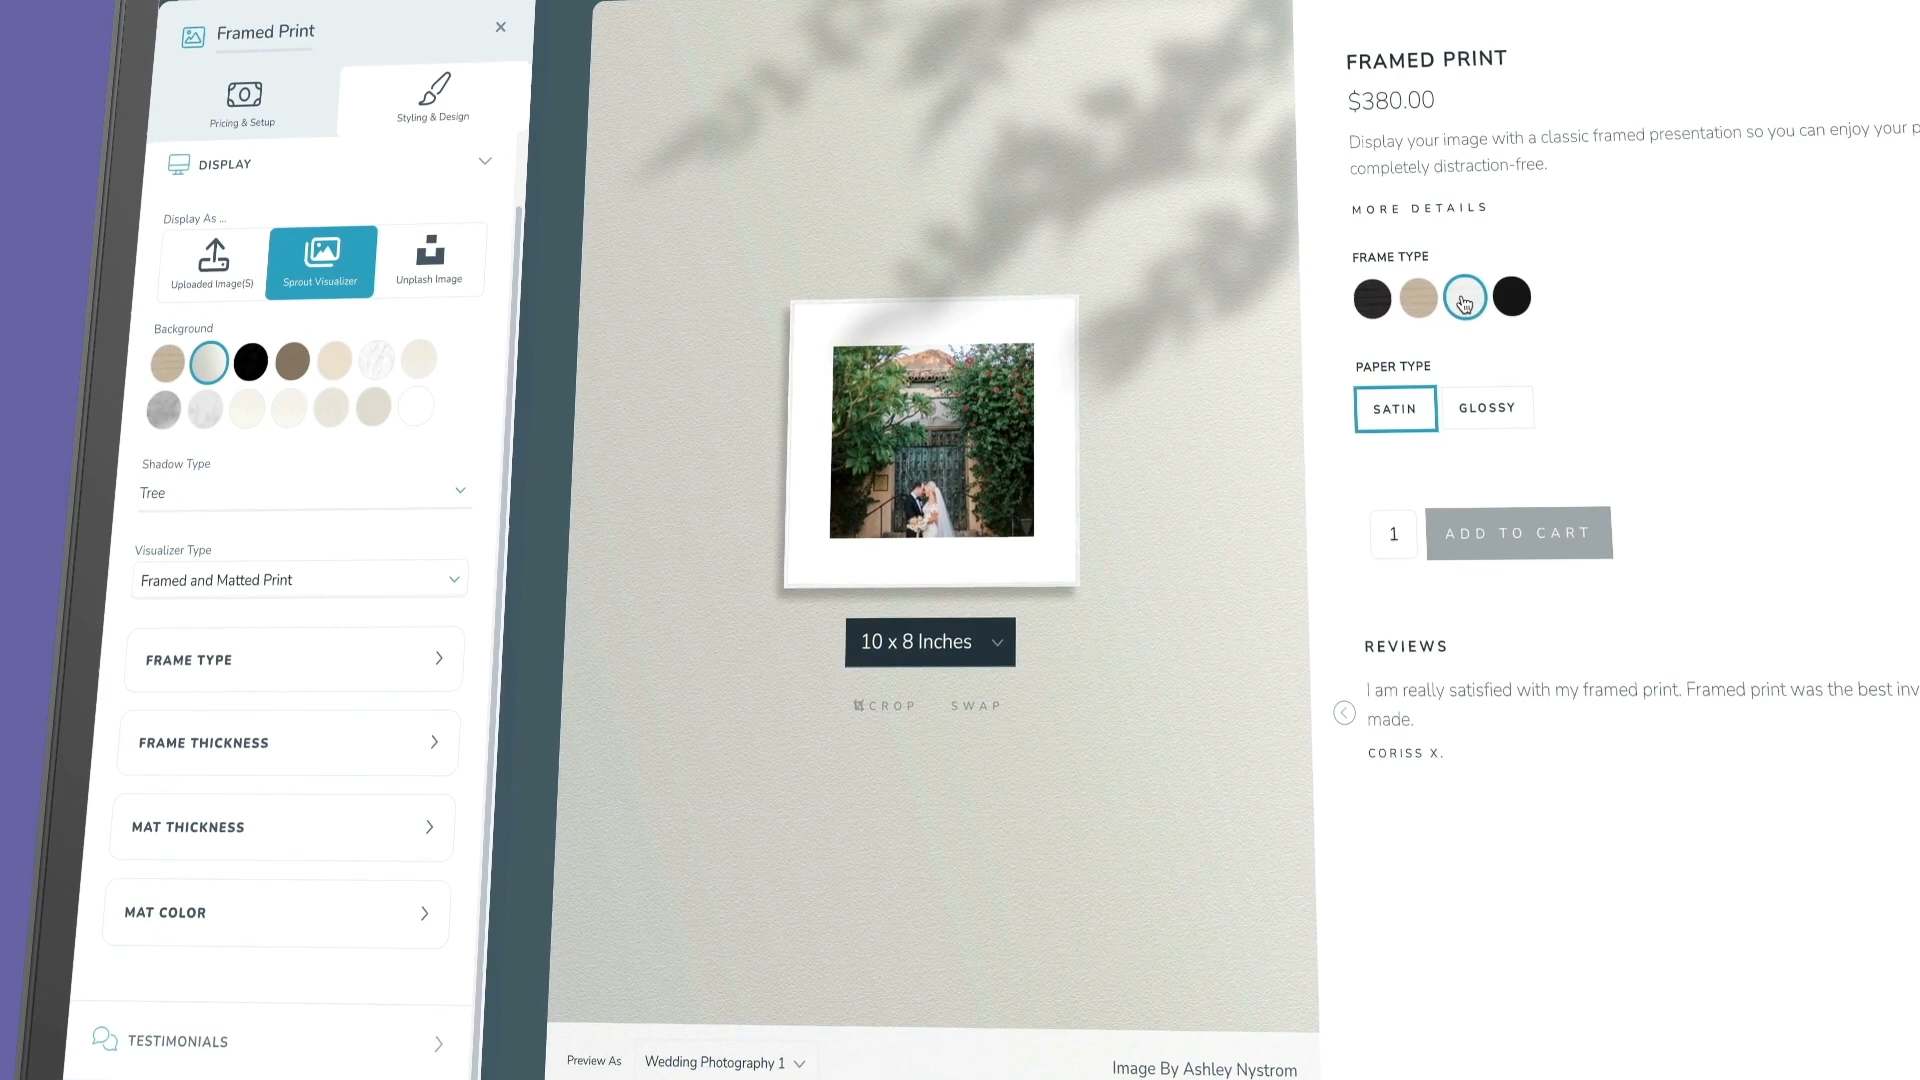 Framed Print
Pricing & Setup
Styling & Design
DISPLAY
Display As ...
Uploaded Image(S)
Sprout Visualizer
Unplash Image
Background
Shadow Type
Tree
Visualizer Type
Framed and Matted Print
FRAME TYPE
FRAME THICKNESS
MAT THICKNESS
MAT COLOR
TESTIMONIALS
10 x 8 Inches
CROP
SWAP
Preview As
Wedding Photography 1
Image By Ashley Nystrom
FRAMED PRINT
$380.00
Display your image with a classic framed presentation so you can enjoy your
completely distraction-free.
MORE DETAILS
FRAME TYPE
PAPER TYPE
SATIN
GLOSSY
1
ADD TO CART
REVIEWS
I am really satisfied with my framed print. Framed print was the best
made.
CORISS X.